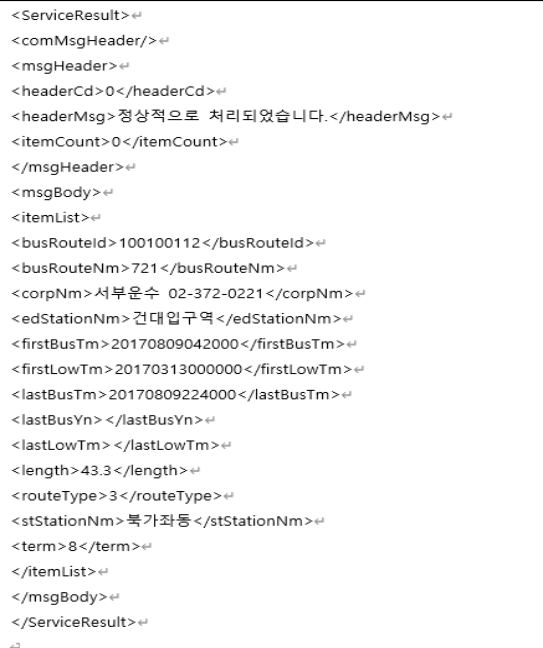 <ServiceResult>
<comMsgHeader/>
<msgHeader>
<headerCd>0</headerCd>
<headerMsg>정상적으로 처리되었습니다.</headerMsg>
<itemCount>0</itemCount>
</msgHeader>
<msgBody>
<itemList>
<busRouteId>100100112</busRouteId>
<busRouteNm>721</busRouteNm>
<corpNm>서부운수 02-372-0221</corpNm>
<edStationNm>건대입구역</edStationNm>
<firstBusTm>20170809042000</firstBusTm>
<firstLowTm>20170313000000</firstLowTm>
<lastBusTm>20170809224000</lastBusTm>
<lastBusYn> </lastBusYn>
<lastLowTm> </lastLowTm>
<length>43.3</length>
<routeType>3</routeType>
<stStationNm>북가좌동</stStationNm>
<term>8</term>
</itemList>
</msgBody>
</ServiceResult>